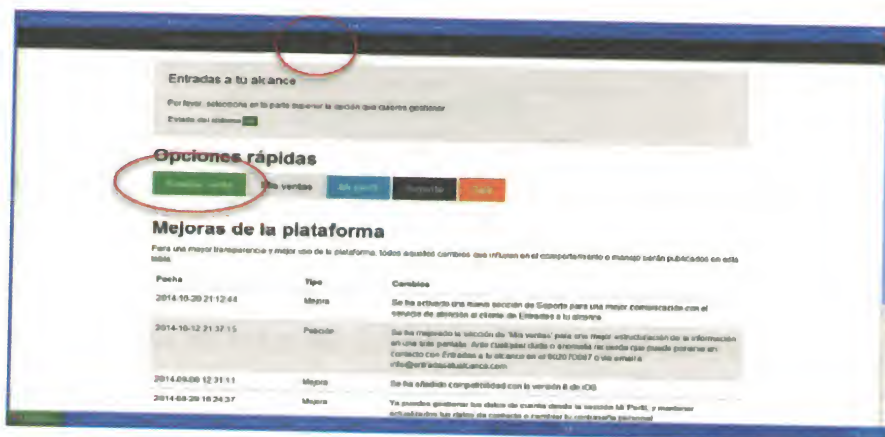 Entradas a tu alcance
Por favor, selecciona en la parte superior la opción que quieres gestionar
Estado del sistema
Opciones rápidas
Realizar venta Mis ventas Mi perfil Soporte Salir
Mejoras de la plataforma
Para una mayor transparencia y mejor uso de la plataforma, todos aquellos cambios que influyan en el comportamiento o manejo serán publicados en esta
tabla.
Fecha Tipo Cambios
2014-10-20 21:12:44 Mejora Se ha activado una nueva sección de Soporte para una mejor comunicación con el
servicio de atención al cliente de Entradas a tu alcance
2014-10-12 21:37:15 Petición Se ha mejorado la sección de 'Mis ventas' para una mejor estructuración de la información
en una sola pantalla. Ante cualquier duda o anomalía recuerda que puede ponerse en
contacto con Entradas a tu alcance en el 902070887 o vía email a
info@entradasatualcance.com
2014-09-08 12:31:11 Mejora Se ha añadido compatibilidad con la versión 8 de iOS
2014-08-29 16:24:37 Mejora Ya puedes gestionar tus datos de cuenta desde la sección Mi Perfil, y mantener
actualizados tus datos de contacto o cambiar tu contraseña personal